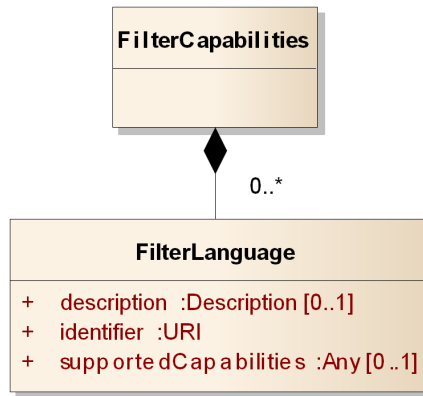 FilterCapabilities
0..*
FilterLanguage
+ description :Description [0..1]
+ identifier :URI
+ supportedCapabilities :Any [0..1]